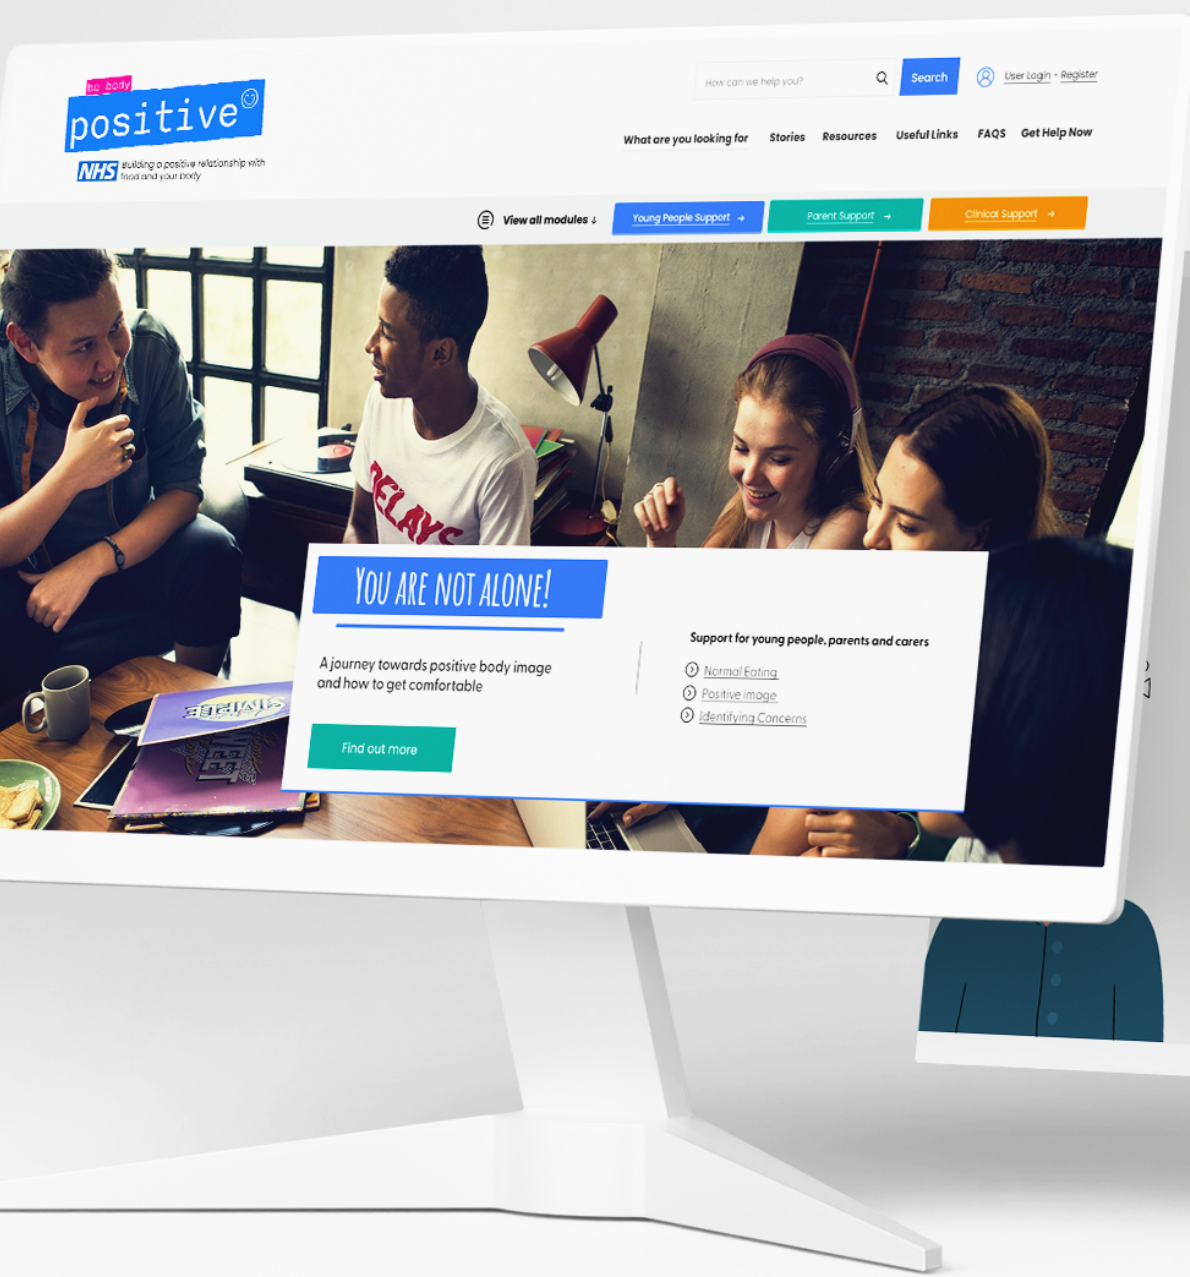 be body
positive
NHS Building a positive relationship with
food and your body
How can we help you?
Search
User Login - Register
What are you looking for
Stories
Resources
Useful Links
FAQS
Get Help Now
View all modules ↓
Young People Support →
Parent Support →
Clinical Support →
DELAYS
YOU ARE NOT ALONE!
A journey towards positive body image
and how to get comfortable
Find out more
Support for young people, parents and carers
Normal Eating
Positive image
Identifying Concerns